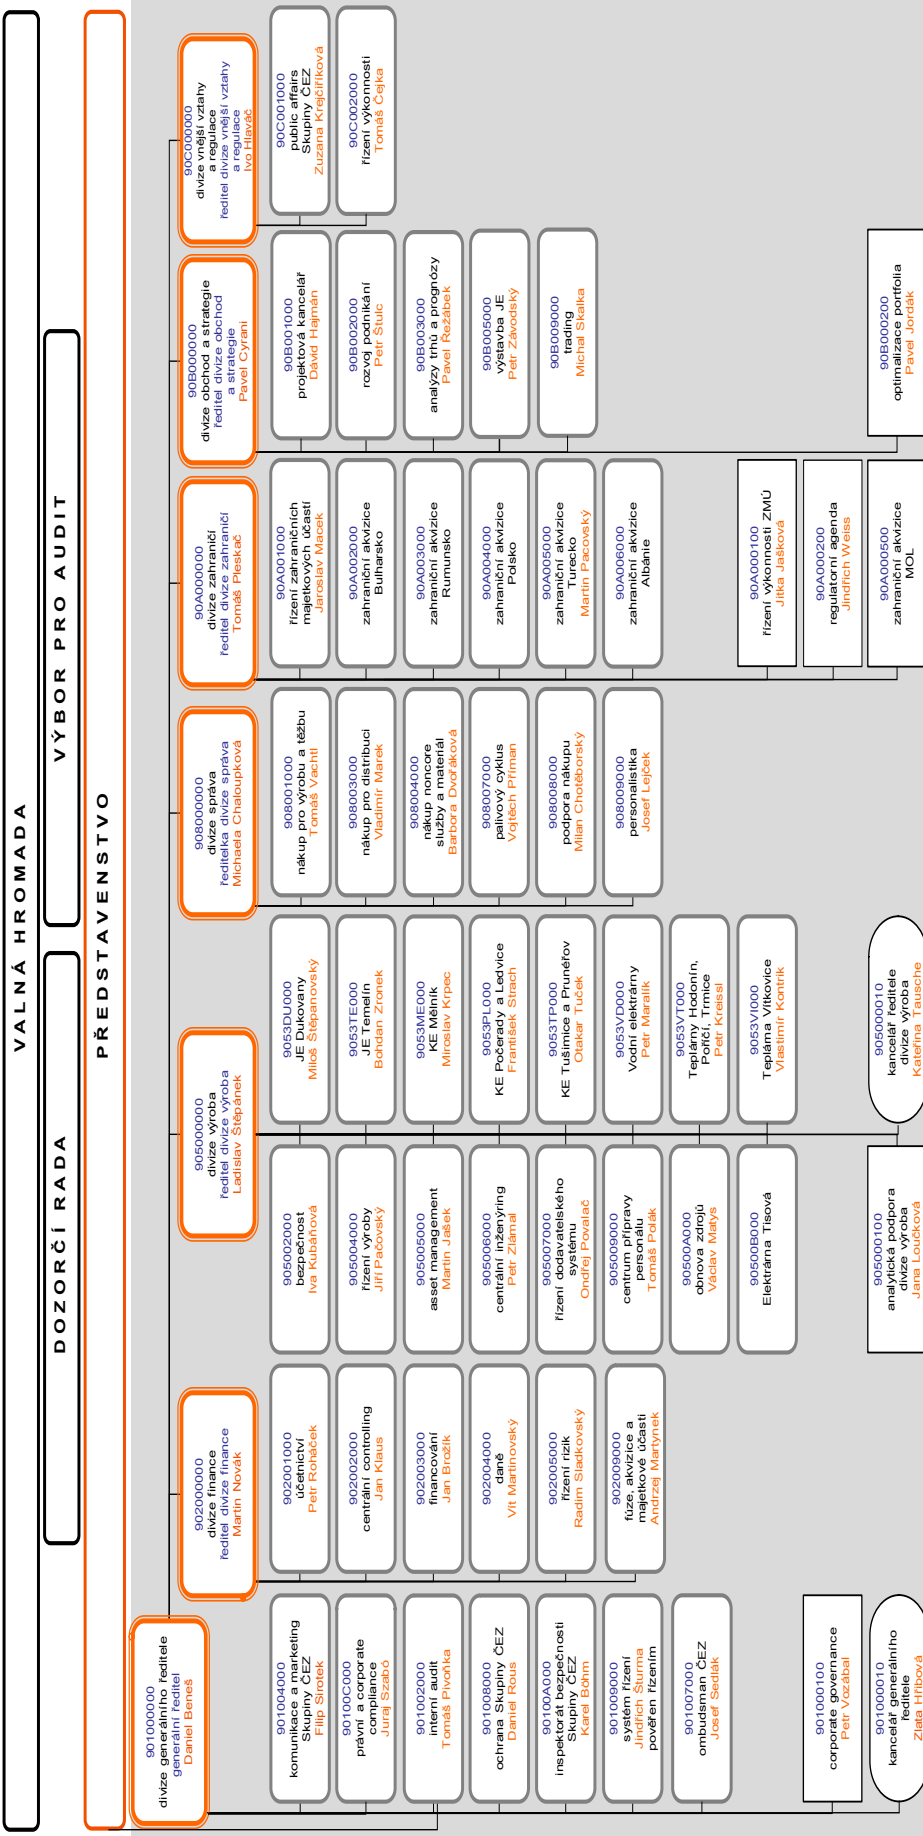 VALNÁ HROMADA
DOZORČÍ RADA
VÝBOR PRO AUDIT
PŘEDSTAVENSTVO
901000000
divize generálního ředitele
generální ředitel
Daniel Beneš
901004000
komunikace a marketing
Skupiny ČEZ
Filip Sirotek
90100C000
právní a corporate
compliance
Juraj Szabó
901002000
interní audit
Tomáš Pivoňka
901008000
ochrana Skupiny ČEZ
Daniel Rous
90100A000
inspektorát bezpečnosti
Skupiny ČEZ
Karel Bohm
901009000
systém řízení
Jindřich Šturma
pověřen řízením
901007000
ombudsman ČEZ
Josef Sedlák
901000100
corporate governance
Petr Vozábal
901000010
kancelář generálního
ředitele
Zlata Hřibová
902000000
divize finance
ředitel divize finance
Martin Novák
902001000
účetnictví
Petr Roháček
902002000
centrální controlling
Jan Klaus
902003000
financování
Jan Brožík
902004000
daně
Vít Martinovský
902005000
řízení rizik
Radim Sladkovský
902009000
fúze, akvizice a
majetkové účasti
Andrzej Martynek
905000000
divize výroba
ředitel divize výroba
Ladislav Štěpánek
905002000
bezpečnost
Iva Kubáňová
905004000
řízení výroby
Jiří Pačovský
905005000
asset management
Martin Jašek
905006000
centrální inženýring
Petr Zlámal
905007000
řízení dodavatelského
systému
Ondřej Povalač
905009000
centrum přípravy
personálu
Tomáš Polák
90500A000
obnova zdrojů
Václav Matys
90500B000
Elektrárna Tisová
905000100
analytická podpora
divize výroba
Jana Loučková
9053DU000
JE Dukovany
Miloš Štěpanovský
9053TE000
JE Temelín
Bohdan Zronek
9053ME000
KE Mělník
Miroslav Krpec
9053PL000
KE Počerady a Ledvice
František Strach
9053TP000
KE Tušimice a Prunéřov
Otakar Tuček
9053VD000
Vodní elektrárny
Petr Maralík
9053VT000
Teplárny Hodonín,
Poříčí, Trmice
Petr Kreissl
9053VI000
Teplárna Vítkovice
Vlastimír Kontrik
905000010
kancelář ředitele
divize výroba
Kateřina Tausche
908000000
divize správa
ředitelka divize správa
Michaela Chaloupková
908001000
nákup pro výrobu a těžbu
Tomáš Vachtl
908003000
nákup pro distribuci
Vladimír Marek
908004000
nákup noncore
služby a materiál
Barbora Dvořáková
908007000
palivový cyklus
Vojtěch Příman
908008000
podpora nákupu
Milan Chotěborský
908009000
personalistika
Josef Lejček
90A000000
divize zahraničí
ředitel divize zahraničí
Tomáš Pleskač
90A001000
řízení zahraničních
majetkových účastí
Jaroslav Macek
90A002000
zahraniční akvizice
Bulharsko
90A003000
zahraniční akvizice
Rumunsko
90A004000
zahraniční akvizice
Polsko
90A005000
zahraniční akvizice
Turecko
Martin Pacovský
90A006000
zahraniční akvizice
Albánie
90A000100
řízení výkonnosti ZMÚ
Jitka Jašková
90A000200
regulatorní agenda
Jindřich Weiss
90A000500
zahraniční akvizice
MOL
90B000000
divize obchod a strategie
ředitel divize obchod
a strategie
Pavel Cyrani
90B001000
projektová kancelář
David Hajmán
90B002000
rozvoj podnikání
Petr Štulc
90B003000
analýzy trhů a prognózy
Pavel Řežábek
90B005000
výstavba JE
Petr Závodský
90B009000
trading
Michal Skalka
90B000200
optimalizace portfolia
Pavel Jordák
90C000000
divize vnější vztahy
a regulace
ředitel divize vnější vztahy
a regulace
Ivo Hlaváč
90C001000
public affairs
Skupiny ČEZ
Zuzana Krejčiříková
90C002000
řízení výkonnosti
Tomáš Čejka